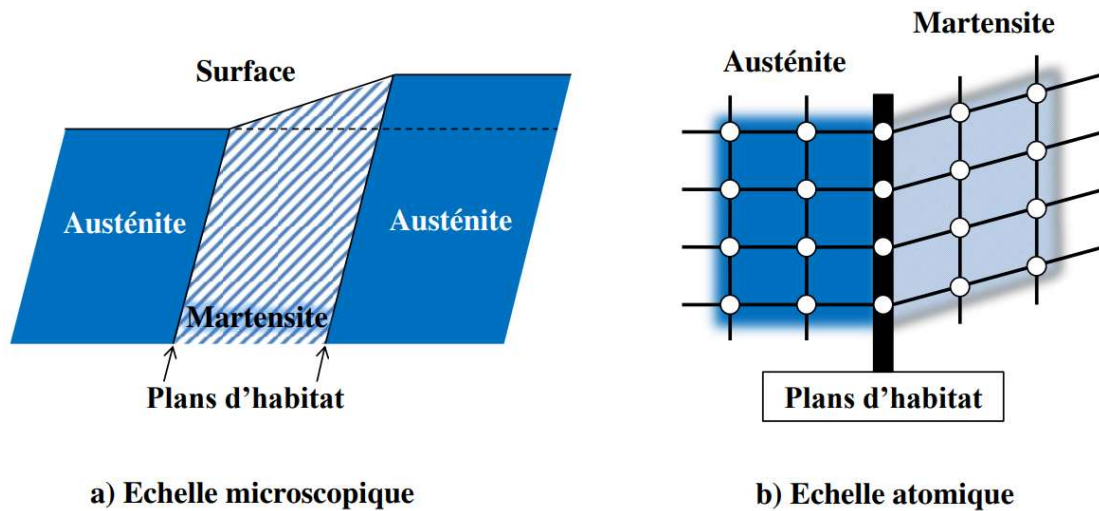 Surface
Austénite
Austénite
Martensite
Plans d'habitat
a) Echelle microscopique
Martensite
Austénite
Plans d'habitat
b) Echelle atomique